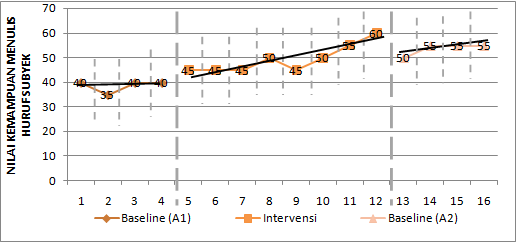 NILAI KEMAMPUAN MENULIS
HURUF SUBYEK
70
60
50
40
30
20
10
0
40 35 40 40 45 45 45 50 45 50 55 60 50 55 55 55
1 2 3 4 5 6 7 8 9 10 11 12 13 14 15 16
Baseline (A1) Intervensi Baseline (A2)